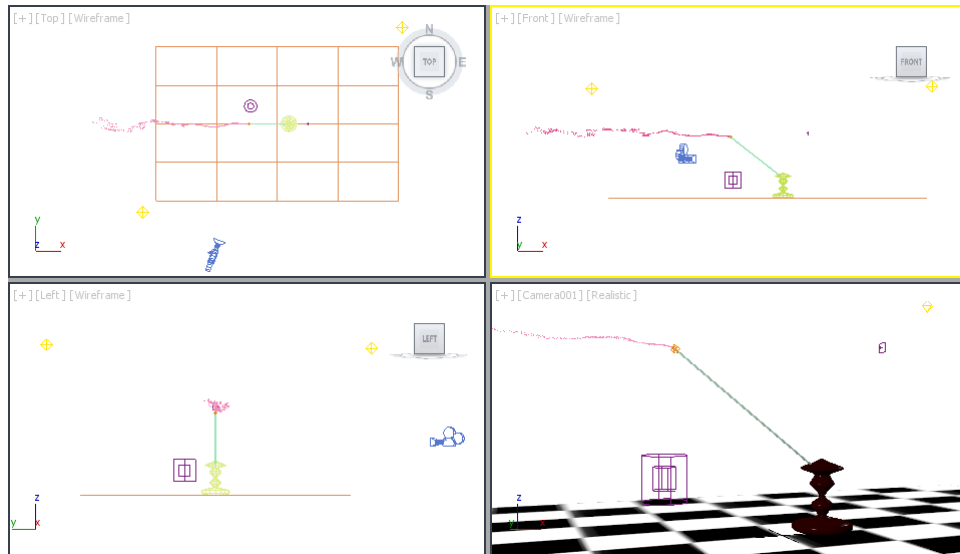 [+] [Top] [Wireframe]
N
W TOP E
S
y
z x
[+] [Front] [Wireframe]
FRONT
z
y x
[+] [Left] [Wireframe]
LEFT
z
y x
[+] [Camera001] [Realistic]
z
y x